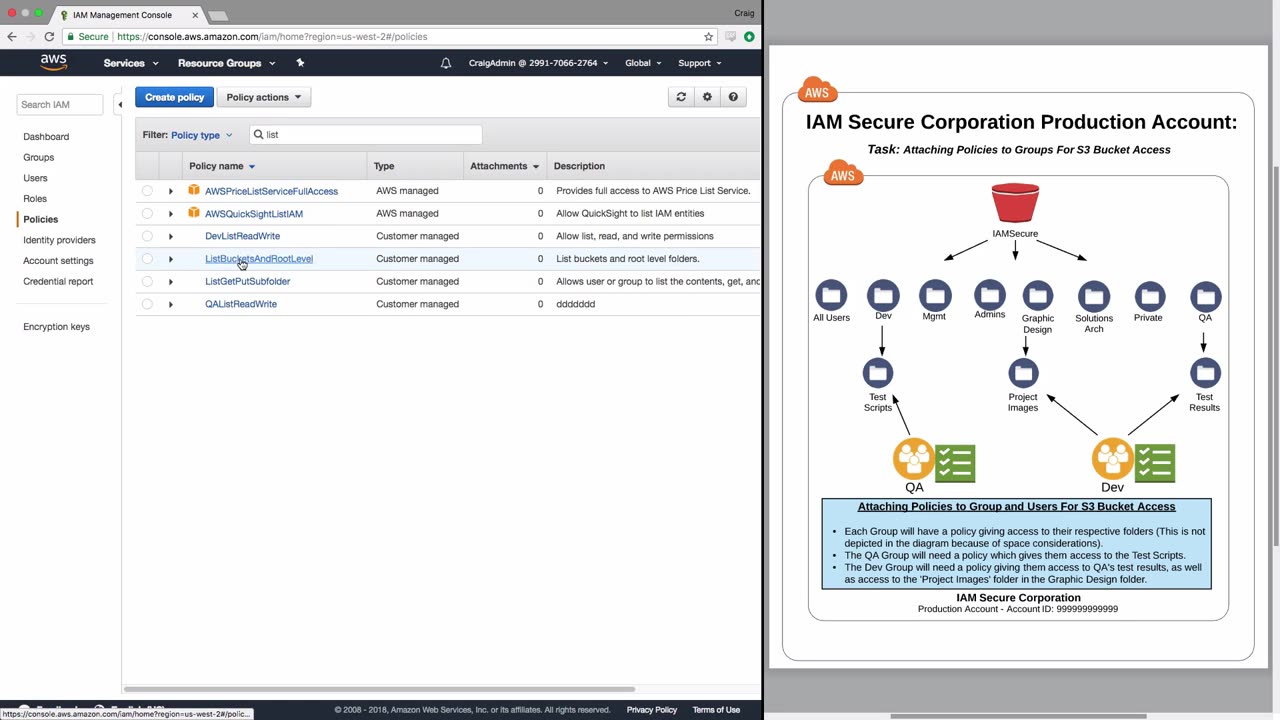 IAM Management Console
Craig
Secure https://console.aws.amazon.com/iam/home?region=us-west-2#/policies
aws Services Resource Groups CraigAdmin @ 2991-7066-2764 Global Support
Search IAM
Dashboard
Groups
Users
Roles
Policies
Identity providers
Account settings
Credential report
Encryption keys
Create policy Policy actions
Filter: Policy type list
Policy name Type Attachments Description
AWSPriceListServiceFullAccess AWS managed 0 Provides full access to AWS Price List Service.
AWSQuickSightListIAM AWS managed 0 Allow QuickSight to list IAM entities
DevListReadWrite Customer managed 0 Allow list, read, and write permissions
ListBucketsAndRootLevel Customer managed 0 List buckets and root level folders.
ListGetPutSubfolder Customer managed 0 Allows user or group to list the contents, get, anc
QAListReadWrite Customer managed 0 ddddddd
https://console.aws.amazon.com/iam/home?region=us-west-2#/polic...
© 2008 - 2018, Amazon Web Services, Inc. or its affiliates. All rights reserved. Privacy Policy Terms of Use
AWS
IAM Secure Corporation Production Account:
Task: Attaching Policies to Groups For S3 Bucket Access
AWS
IAMSecure
All Users
Dev
Mgmt
Admins
Graphic
Design
Solutions
Arch
Private
QA
Test
Scripts
Project
Images
Test
Results
QA
Dev
Attaching Policies to Group and Users For S3 Bucket Access
• Each Group will have a policy giving access to their respective folders (This is not
depicted in the diagram because of space considerations).
• The QA Group will need a policy which gives them access to the Test Scripts.
• The Dev Group will need a policy giving them access to QA's test results, as well
as access to the 'Project Images' folder in the Graphic Design folder.
IAM Secure Corporation
Production Account - Account ID: 999999999999